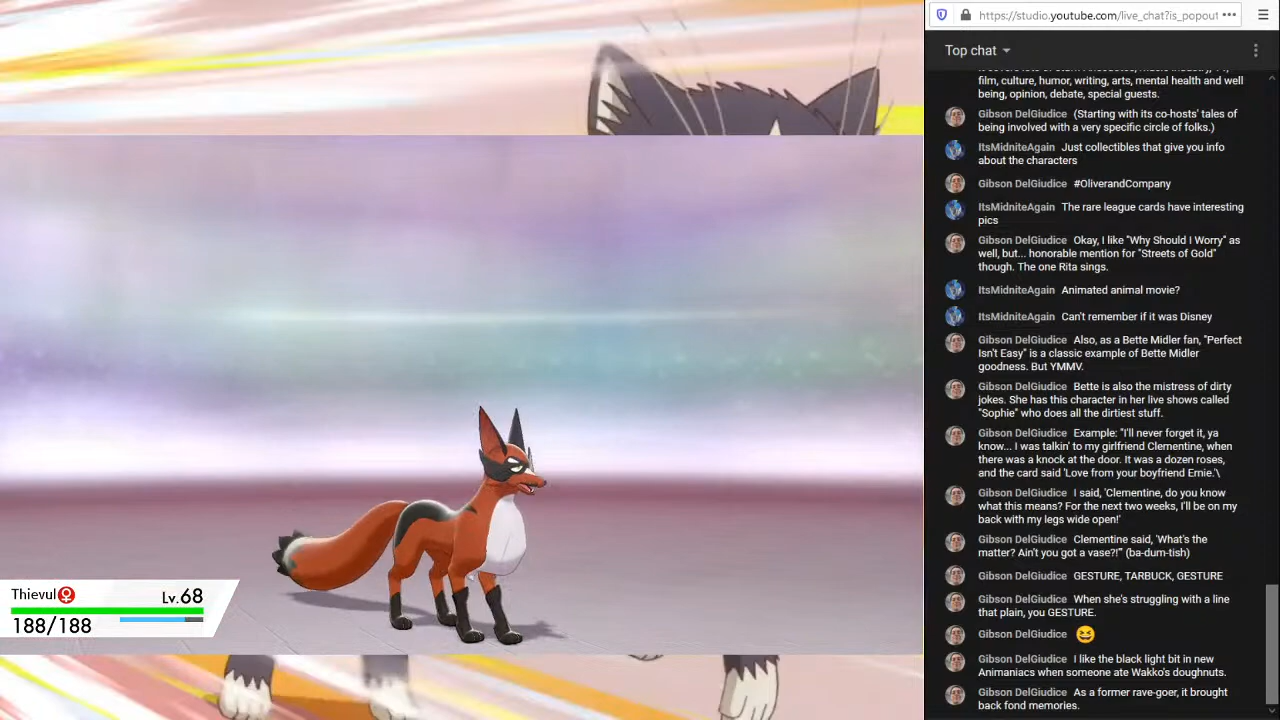 Thievul
Lv.68
188/188
https://studio.youtube.com/live_chat?is_popout
Top chat
film, culture, humor, writing, arts, mental health and well
being, opinion, debate, special guests.
Gibson DelGiudice (Starting with its co-hosts' tales of
being involved with a very specific circle of folks.)
ItsMidniteAgain Just collectibles that give you info
about the characters
Gibson DelGiudice #OliverandCompany
ItsMidniteAgain The rare league cards have interesting
pics
Gibson DelGiudice Okay, I like "Why Should I Worry" as
well, but... honorable mention for "Streets of Gold"
though. The one Rita sings.
ItsMidniteAgain Animated animal movie?
ItsMidniteAgain Can't remember if it was Disney
Gibson DelGiudice Also, as a Bette Midler fan, "Perfect
Isn't Easy" is a classic example of Bette Midler
goodness. But YMMV.
Gibson DelGiudice Bette is also the mistress of dirty
jokes. She has this character in her live shows called
"Sophie" who does all the dirtiest stuff.
Gibson DelGiudice Example: "I'll never forget it, ya
know... I was talkin' to my girlfriend Clementine, when
there was a knock at the door. It was a dozen roses,
and the card said 'Love from your boyfriend Ernie.'\
Gibson DelGiudice I said, 'Clementine, do you know
what this means? For the next two weeks, I'll be on my
back with my legs wide open!'
Gibson DelGiudice Clementine said, 'What's the
matter? Ain't you got a vase?!'" (ba-dum-tish)
Gibson DelGiudice GESTURE, TARBUCK, GESTURE
Gibson DelGiudice When she's struggling with a line
that plain, you GESTURE.
Gibson DelGiudice 😆
Gibson DelGiudice I like the black light bit in new
Animaniacs when someone ate Wakko's doughnuts.
Gibson DelGiudice As a former rave-goer, it brought
back fond memories.